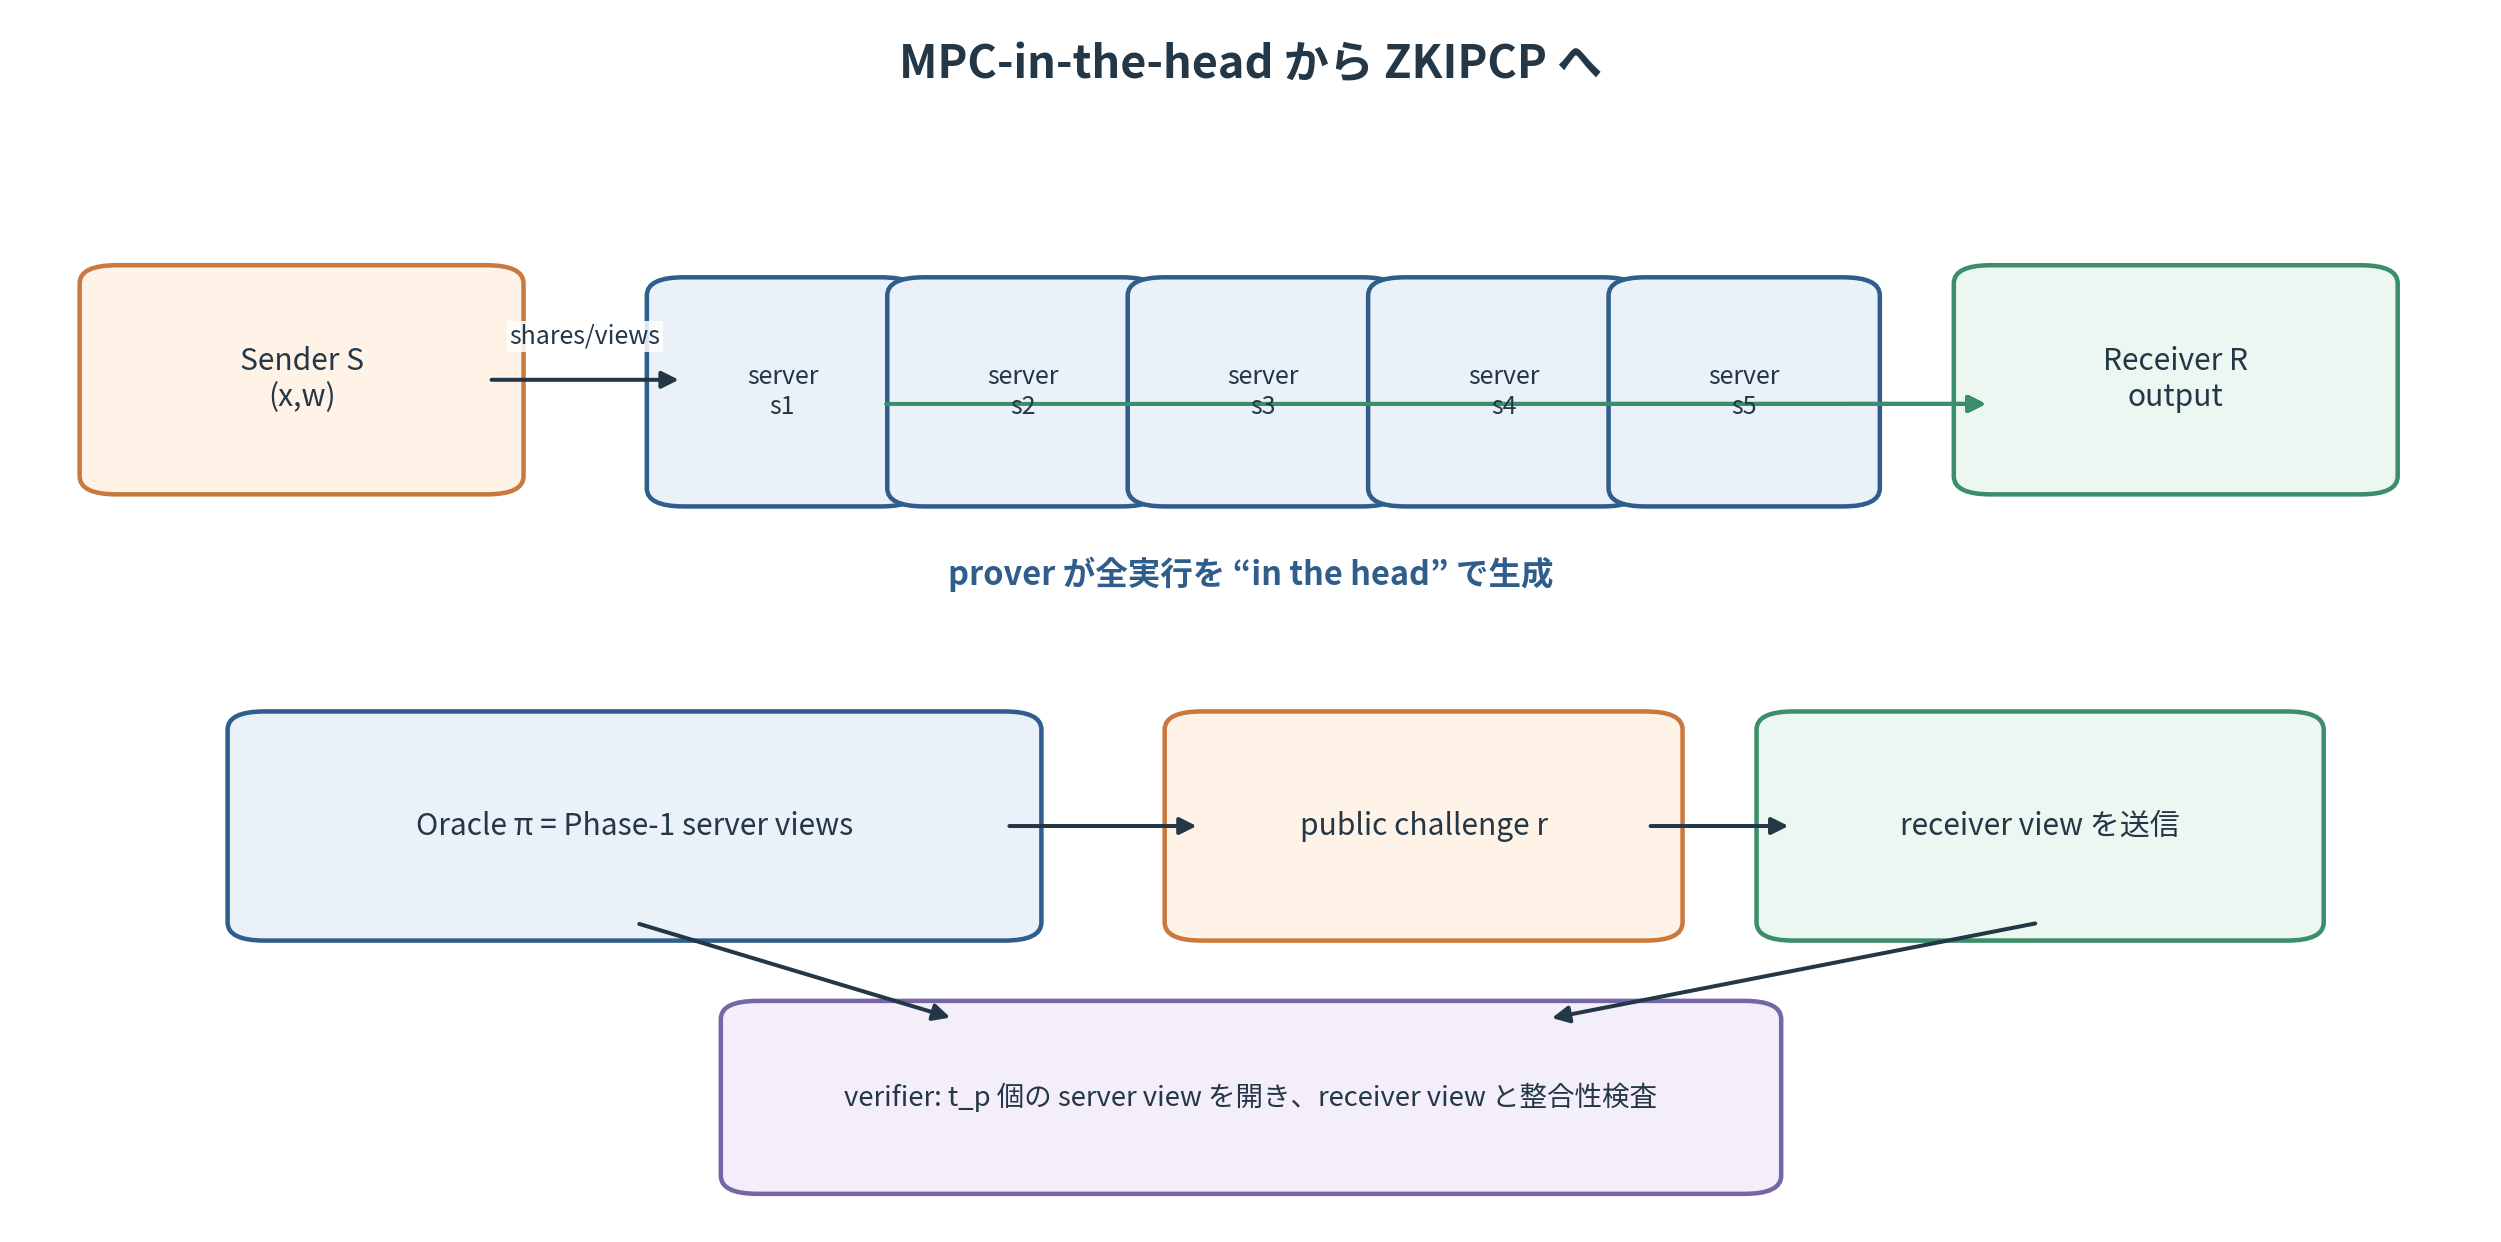 MPC-in-the-head から ZKIPCP へ
Sender S
(x,w)
shares/views
server
s1
server
s2
server
s3
server
s4
server
s5
Receiver R
output
prover が全実行を “in the head” で生成
Oracle π = Phase-1 server views
public challenge r
receiver view を送信
verifier: t_p 個の server view を開き、receiver view と整合性検査